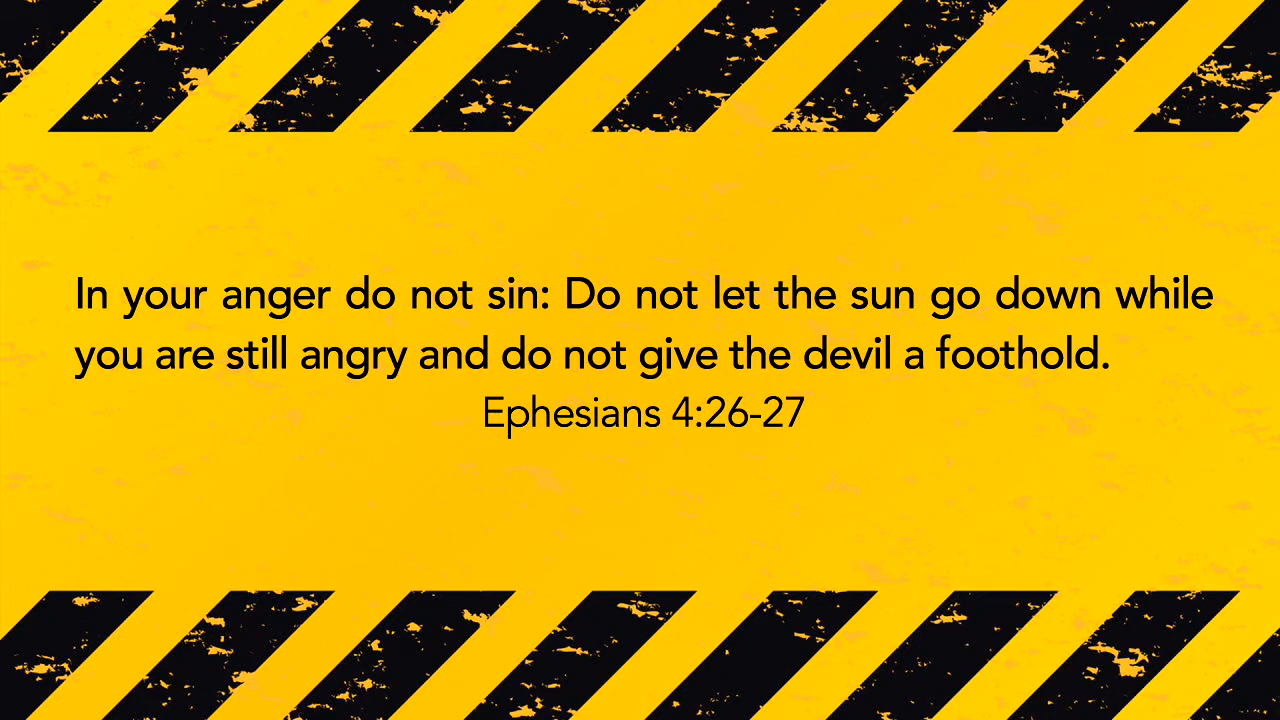 In your anger do not sin: Do not let the sun go down while
you are still angry and do not give the devil a foothold.
Ephesians 4:26-27